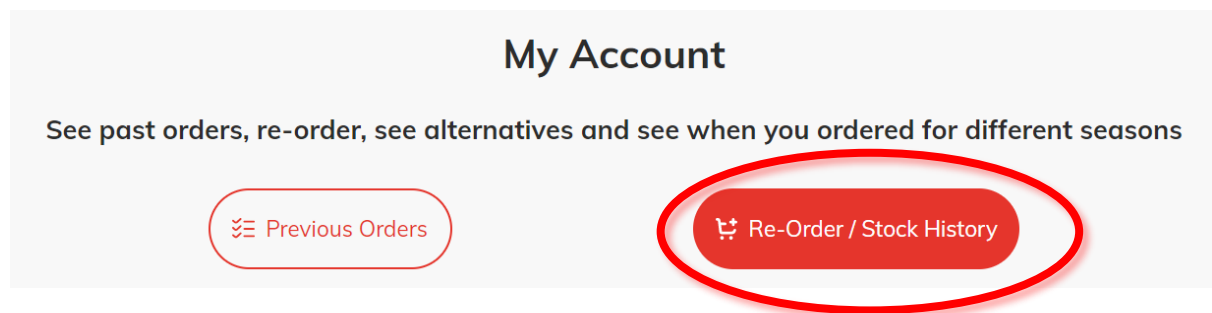 My Account
See past orders, re-order, see alternatives and see when you ordered for different seasons
Previous Orders
Re-Order / Stock History